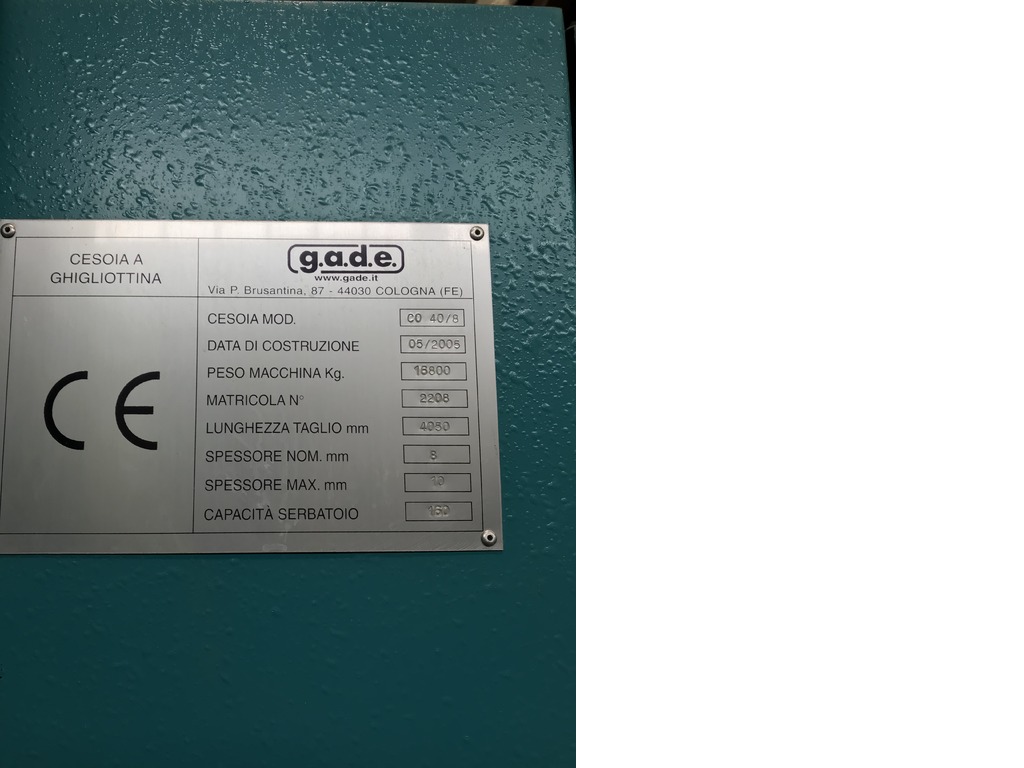 CESOIA A
GHIGLIOTTINA
CE
g.a.d.e.
www.gade.it
Via P. Brusantina, 87 - 44030 COLOGNA (FE)
CESOIA MOD. CO 40/8
DATA DI COSTRUZIONE 05/2005
PESO MACCHINA Kg. 16800
MATRICOLA N° 2208
LUNGHEZZA TAGLIO mm 4050
SPESSORE NOM. mm 8
SPESSORE MAX. mm 10
CAPACITÀ SERBATOIO 160